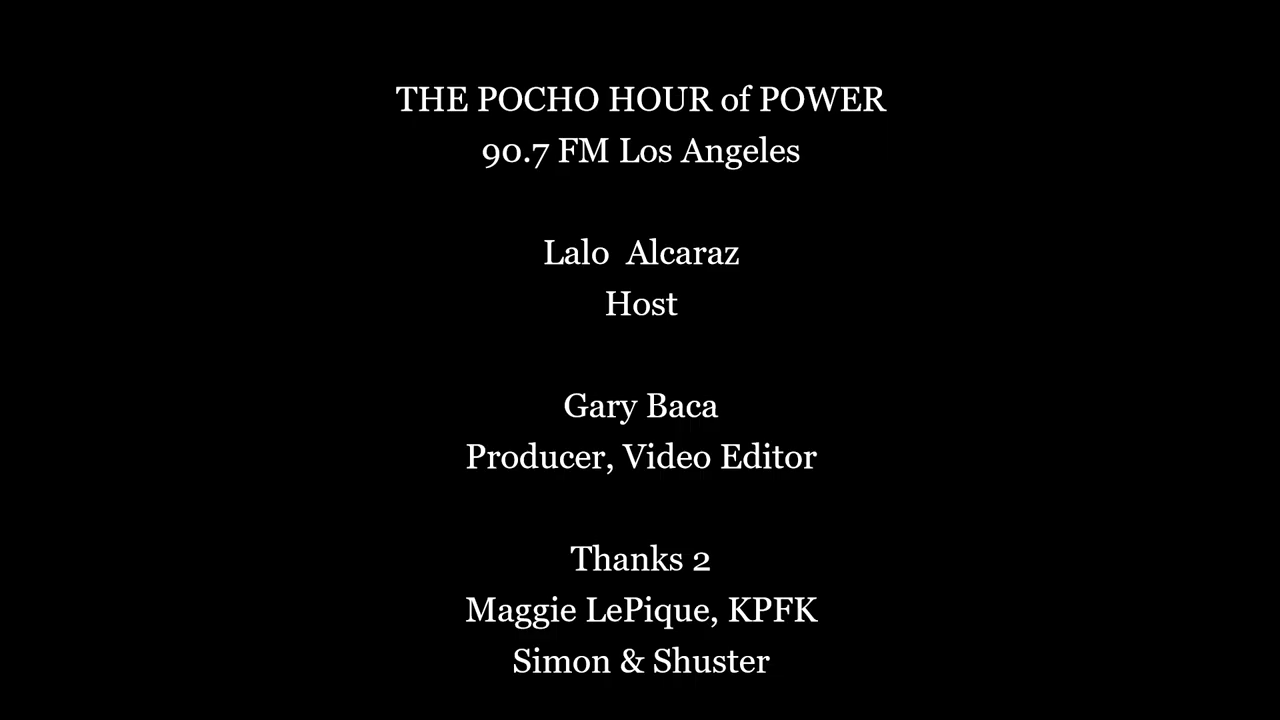 THE POCHO HOUR of POWER
90.7 FM Los Angeles
Lalo  Alcaraz
Host
Gary Baca
Producer, Video Editor
Thanks 2
Maggie LePique, KPFK
Simon & Shuster